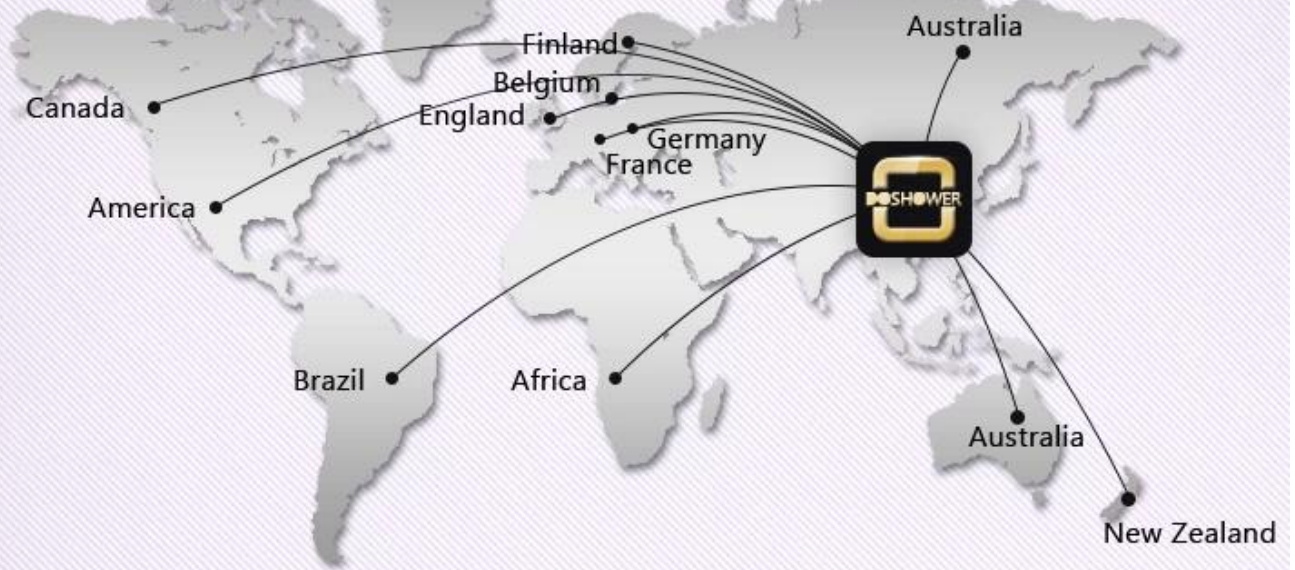 Australia
Finland
Belgium
Canada
England
Germany
France
DOSHOWER
America
Brazil
Africa
Australia
New Zealand